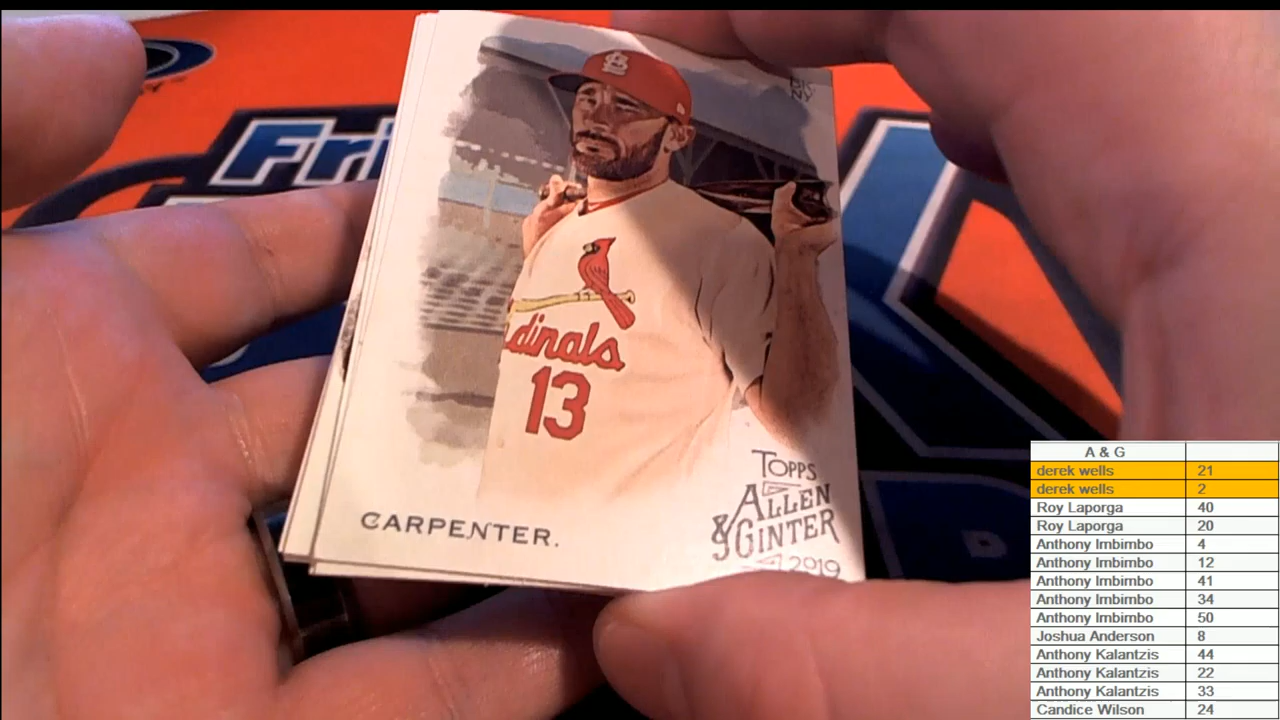 Fri
dinals
13
CARPENTER.
TOPPS
ALLEN
& GINTER
2019
A & G
derek wells 21
derek wells 2
Roy Laporga 40
Roy Laporga 20
Anthony Imbimbo 4
Anthony Imbimbo 12
Anthony Imbimbo 41
Anthony Imbimbo 34
Anthony Imbimbo 50
Joshua Anderson 8
Anthony Kalantzis 44
Anthony Kalantzis 22
Anthony Kalantzis 33
Candice Wilson 24